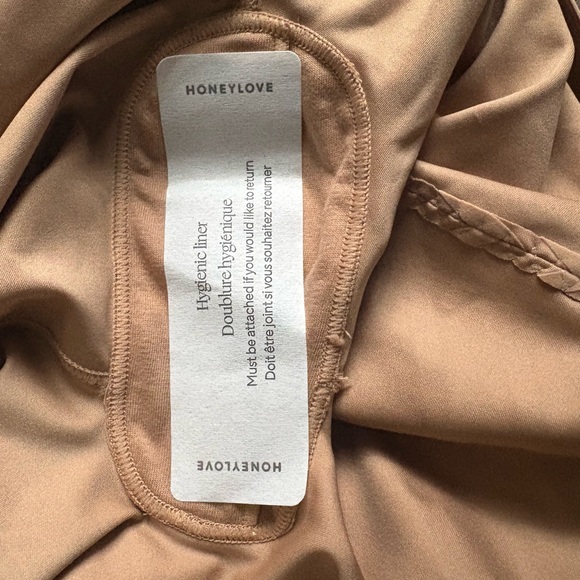 HONEYLOVE
Hygienic liner
Doublure hygiénique
Must be attached if you would like to return
Doit être joint si vous souhaitez retourner
HONEYLOVE